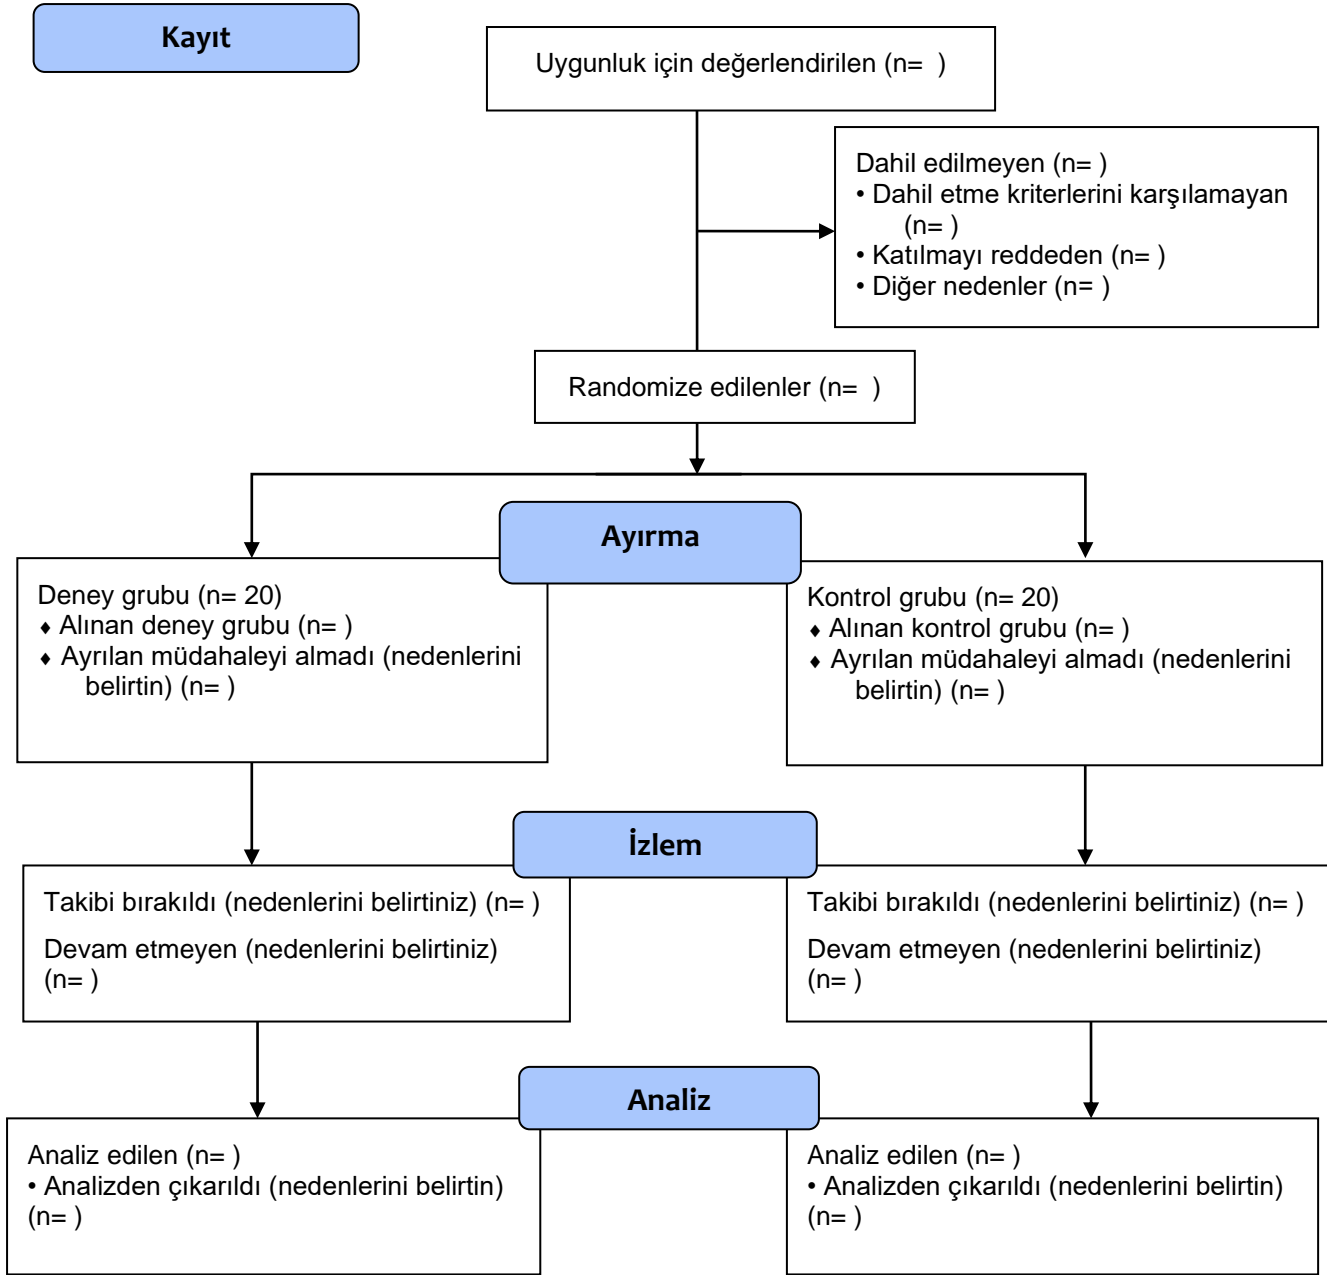 Kayıt
Uygunluk için değerlendirilen (n=  )
Dahil edilmeyen (n= )
• Dahil etme kriterlerini karşılamayan
(n= )
• Katılmayı reddeden (n= )
• Diğer nedenler (n= )
Randomize edilenler (n=  )
Ayırma
Deney grubu (n= 20)
♦ Alınan deney grubu (n= )
♦ Ayrılan müdahaleyi almadı (nedenlerini
belirtin) (n= )
Kontrol grubu (n= 20)
♦ Alınan kontrol grubu (n= )
♦ Ayrılan müdahaleyi almadı (nedenlerini
belirtin) (n= )
İzlem
Takibi bırakıldı (nedenlerini belirtiniz) (n= )
Devam etmeyen (nedenlerini belirtiniz)
(n= )
Takibi bırakıldı (nedenlerini belirtiniz) (n= )
Devam etmeyen (nedenlerini belirtiniz)
(n= )
Analiz
Analiz edilen (n= )
• Analizden çıkarıldı (nedenlerini belirtin)
(n= )
Analiz edilen (n= )
• Analizden çıkarıldı (nedenlerini belirtin)
(n= )